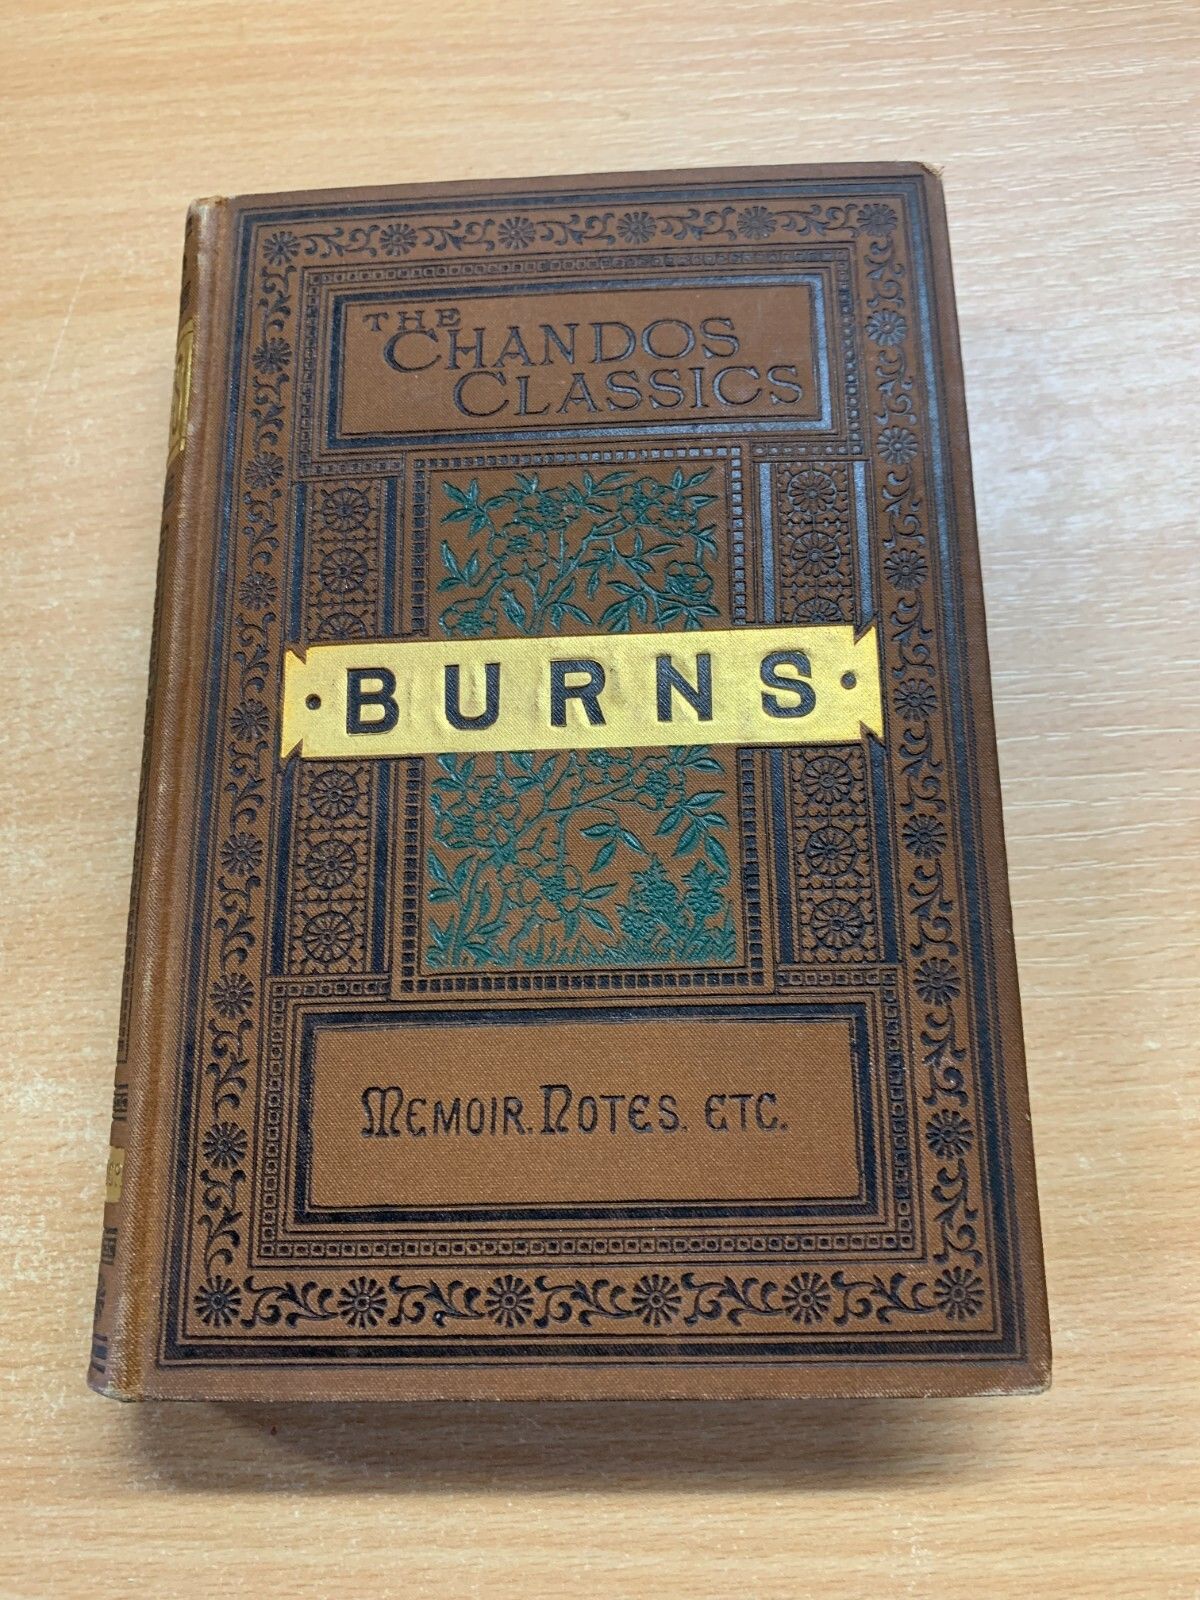 THE
CHANDOS
CLASSICS
· BURNS ·
MEMOIR. NOTES. ETC.